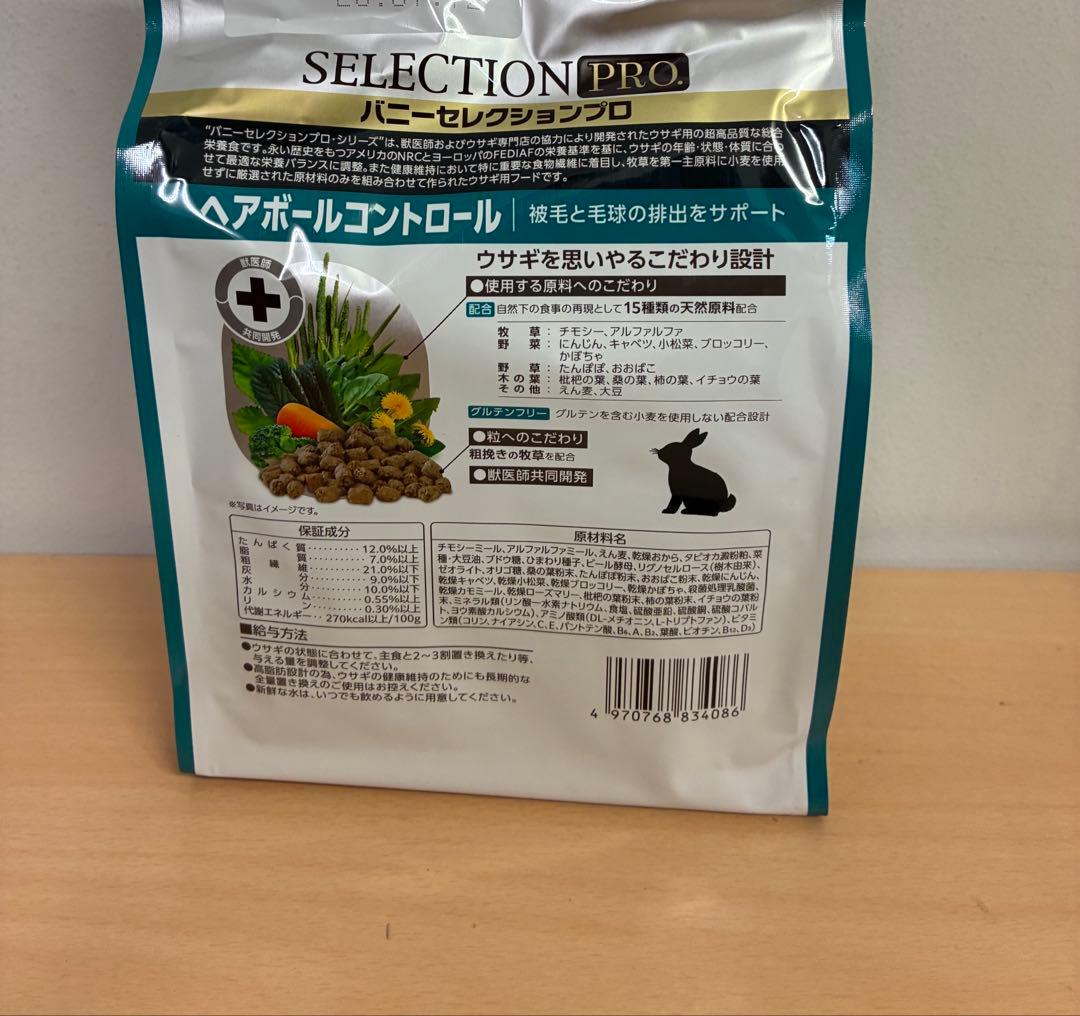 SELECTION PRO.
バニーセレクションプロ
"バニーセレクションプロ・シリーズ"は、獣医師およびウサギ専門店の協力により開発されたウサギ用の超高品質な総合
栄養食です。永い歴史をもつアメリカのNRCとヨーロッパのFEDIAFの栄養基準を基に、ウサギの年齢・状態・体質に合わ
せて最適な栄養バランスに調整。また健康維持において特に重要な食物繊維に着目し、牧草を第一主原料に小麦を使用
せずに厳選された原材料のみを組み合わせて作られたウサギ用フードです。
ヘアボールコントロール 被毛と毛球の排出をサポート
獣医師
共同開発
ウサギを思いやるこだわり設計
●使用する原料へのこだわり
配合 自然下の食事の再現として15種類の天然原料配合
牧草：チモシー、アルファルファ
野菜：にんじん、キャベツ、小松菜、ブロッコリー、
かぼちゃ
野草：たんぽぽ、おおばこ
木の葉：枇杷の葉、桑の葉、柿の葉、イチョウの葉
その他：えん麦、大豆
グルテンフリー グルテンを含む小麦を使用しない配合設計
●粒へのこだわり
粗挽きの牧草を配合
●獣医師共同開発
※写真はイメージです。
保証成分
たんぱく質 ‥‥‥‥ 12.0%以上
脂質 ‥‥‥‥ 7.0%以上
粗繊維 ‥‥‥‥ 21.0%以下
灰分 ‥‥‥‥ 9.0%以下
水分 ‥‥‥‥ 10.0%以下
カルシウム ‥‥‥‥ 0.55%以上
リン ‥‥‥‥ 0.30%以上
代謝エネルギー ‥ 270kcal以上/100g
原材料名
チモシーミール、アルファルファミール、えん麦、乾燥おから、タピオカ澱粉粕、菜
種・大豆油、ブドウ糖、ひまわり種子、ビール酵母、リグノセルロース(樹木由来)、
ゼオライト、オリゴ糖、桑の葉粉末、たんぽぽ粉末、おおばこ粉末、乾燥にんじん、
乾燥キャベツ、乾燥小松菜、乾燥ブロッコリー、乾燥かぼちゃ、殺菌処理乳酸菌、
乾燥カモミール、乾燥ローズマリー、枇杷の葉粉末、柿の葉粉末、イチョウの葉粉
末、ミネラル類(リン酸一水素ナトリウム、食塩、硫酸亜鉛、硫酸銅、硫酸コバル
ト、ヨウ素酸カルシウム)、アミノ酸類(DL-メチオニン、L-トリプトファン)、ビタミ
ン類(コリン、ナイアシン、C、E、パントテン酸、B6、A、B2、葉酸、ビオチン、B12、D3)
■給与方法
●ウサギの状態に合わせて、主食と2〜3割置き換えたり等、
与える量を調整してください。
●高脂肪設計の為、ウサギの健康維持のためにも長期的な
全量置き換えのご使用はお控えください。
●新鮮な水は、いつでも飲めるように用意してください。
4 970768 834086